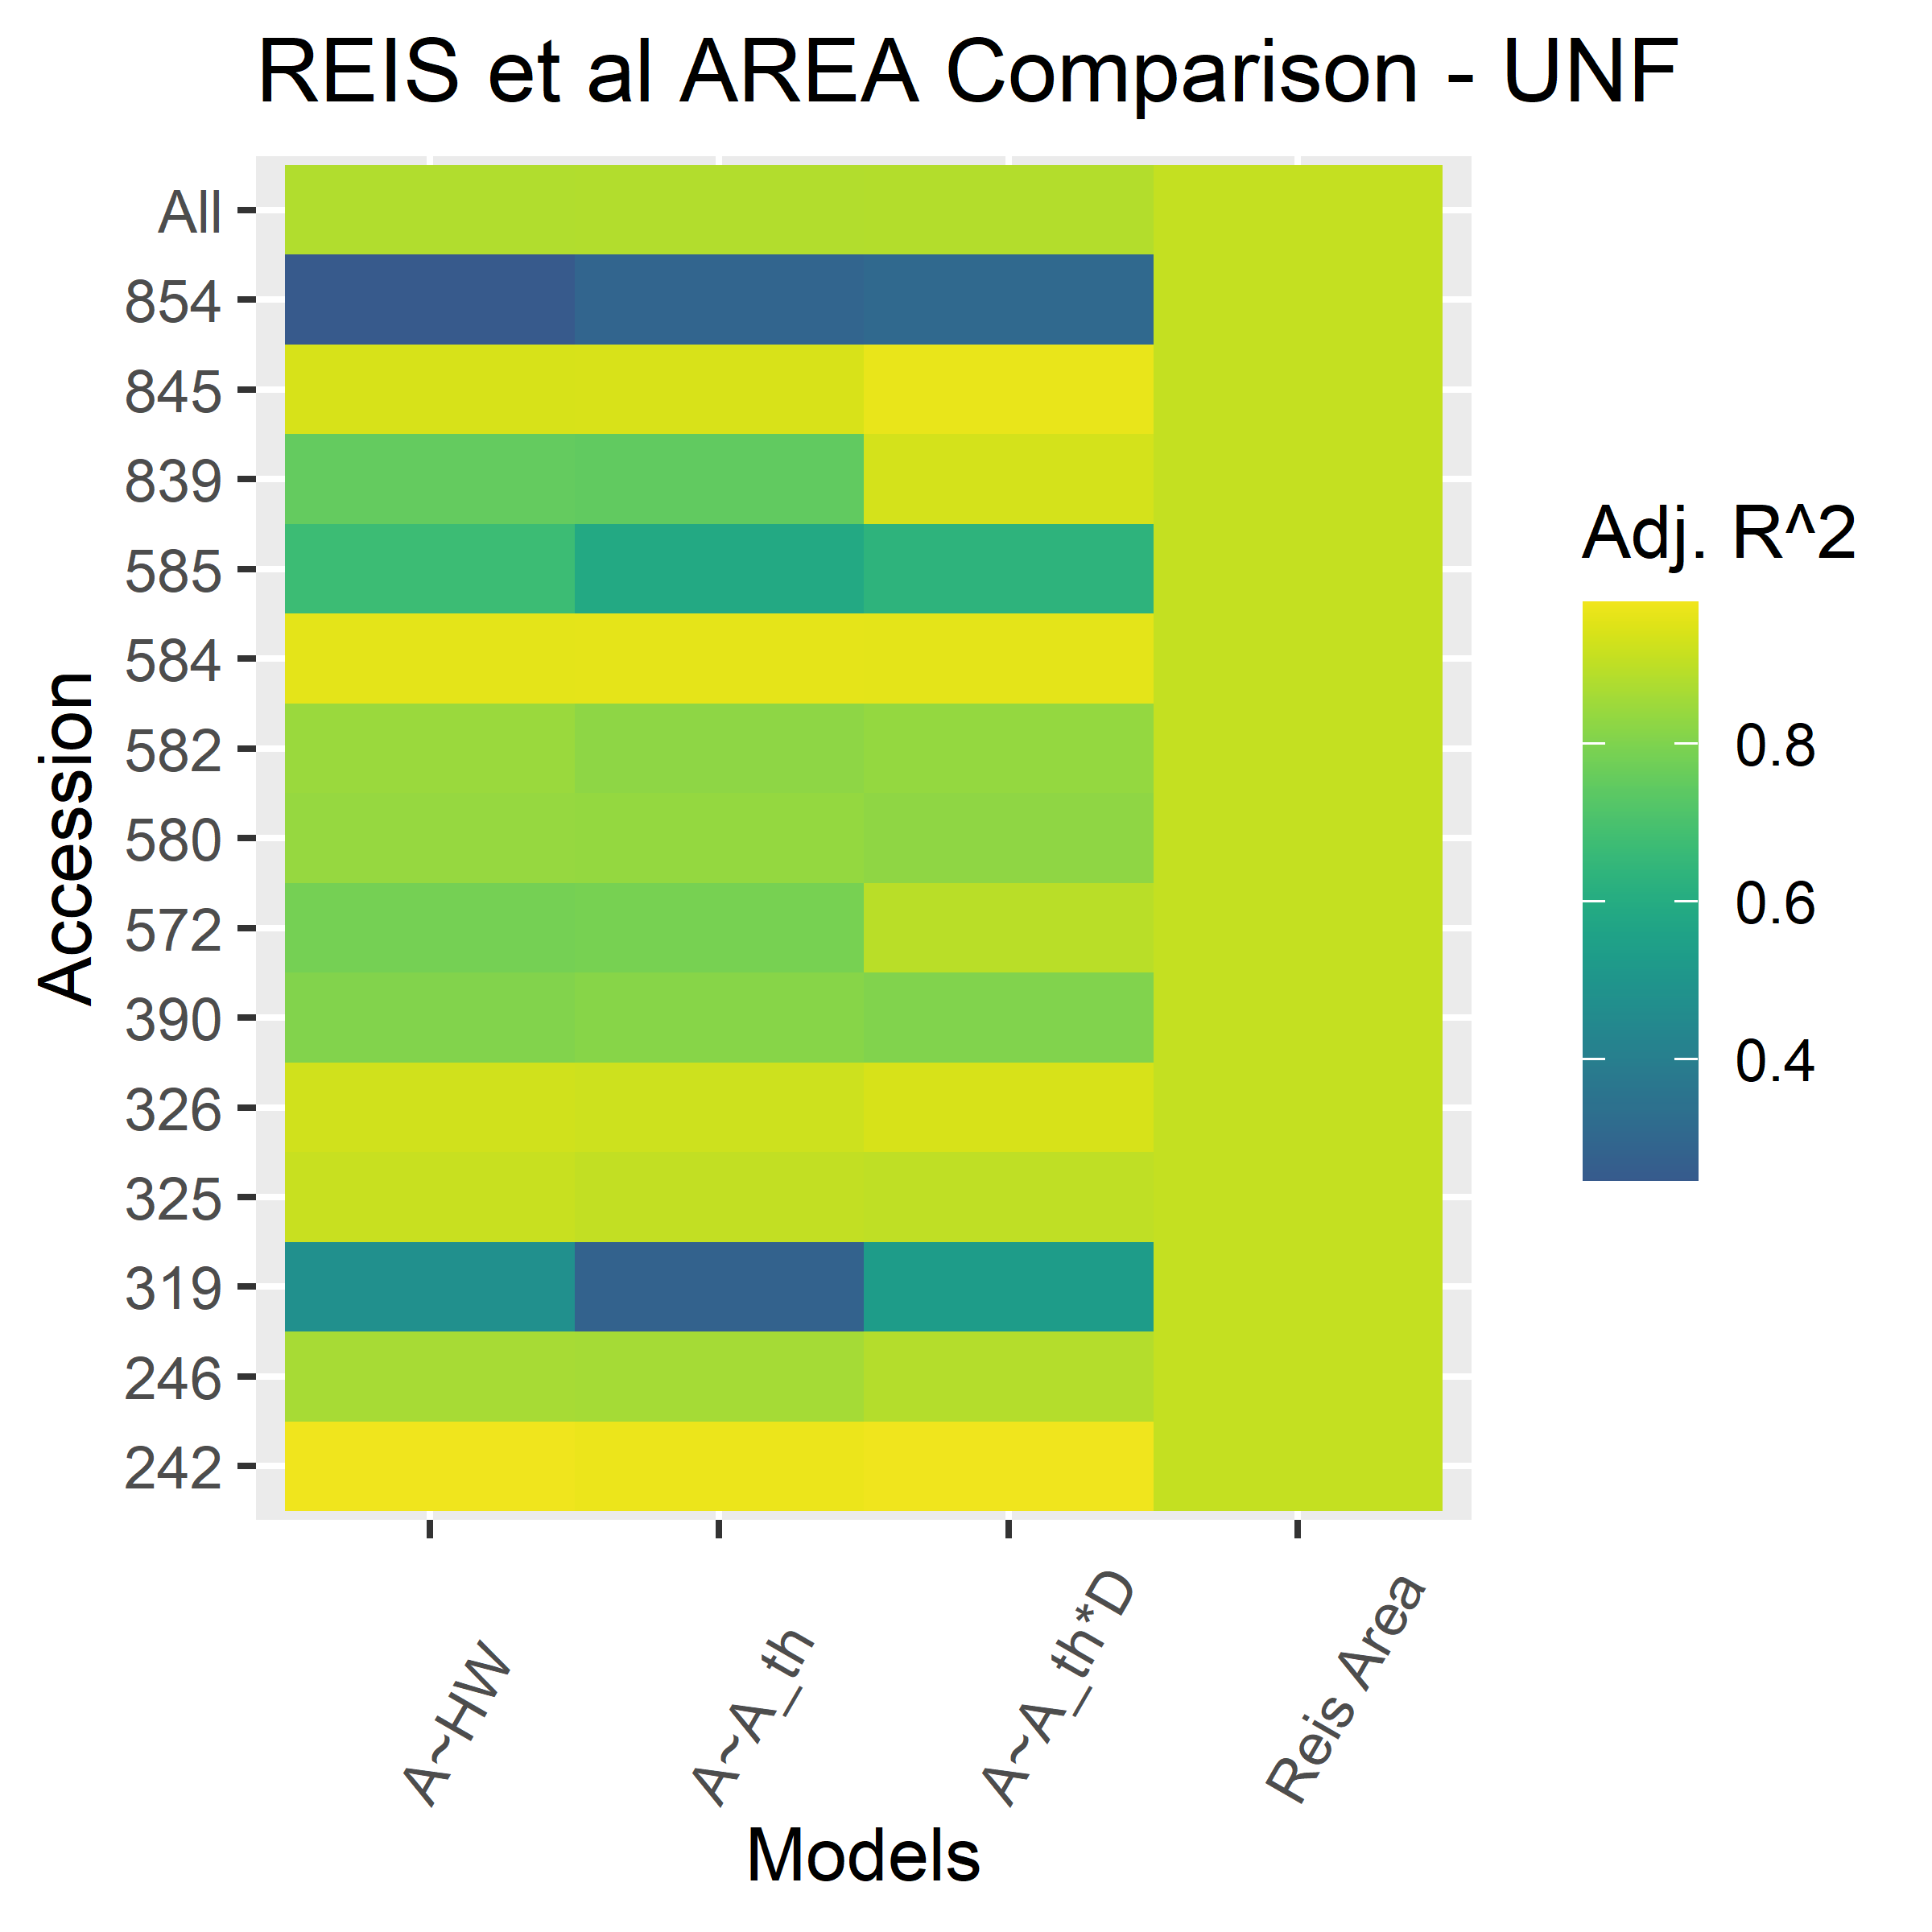 REIS et al AREA Comparison - UNF
All
854
845
839
585
584
582
580
572
390
326
325
319
246
242
Accession
A~HW
A~A_th
A~A_th*D
Reis Area
Models
Adj. R^2
0.8
0.6
0.4